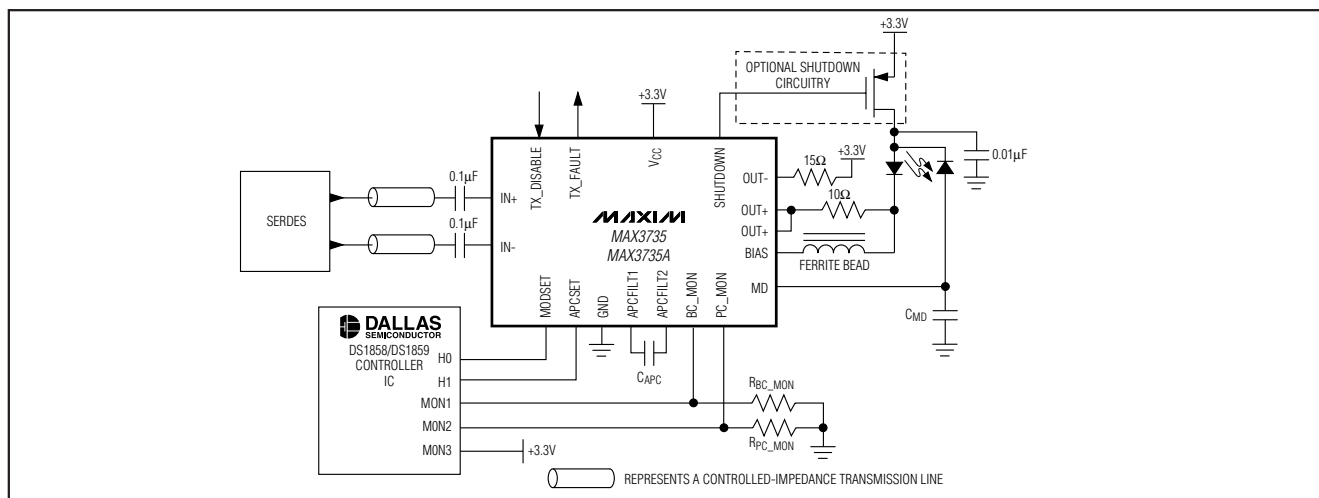 +3.3V
OPTIONAL SHUTDOWN
CIRCUITRY
+3.3V
0.01µF
TX_DISABLE
TX_FAULT
VCC
SHUTDOWN
15Ω
+3.3V
OUT-
10Ω
OUT+
OUT+
BIAS
FERRITE BEAD
MD
CMD
SERDES
0.1µF
IN+
0.1µF
IN-
MAXIM
MAX3735
MAX3735A
MODSET
APCSET
GND
APCFILT1
APCFILT2
BC_MON
PC_MON
CAPC
DALLAS
SEMICONDUCTOR
DS1858/DS1859
CONTROLLER
IC
H0
H1
MON1
MON2
M0N3
+3.3V
RBC_MON
RPC_MON
REPRESENTS A CONTROLLED-IMPEDANCE TRANSMISSION LINE